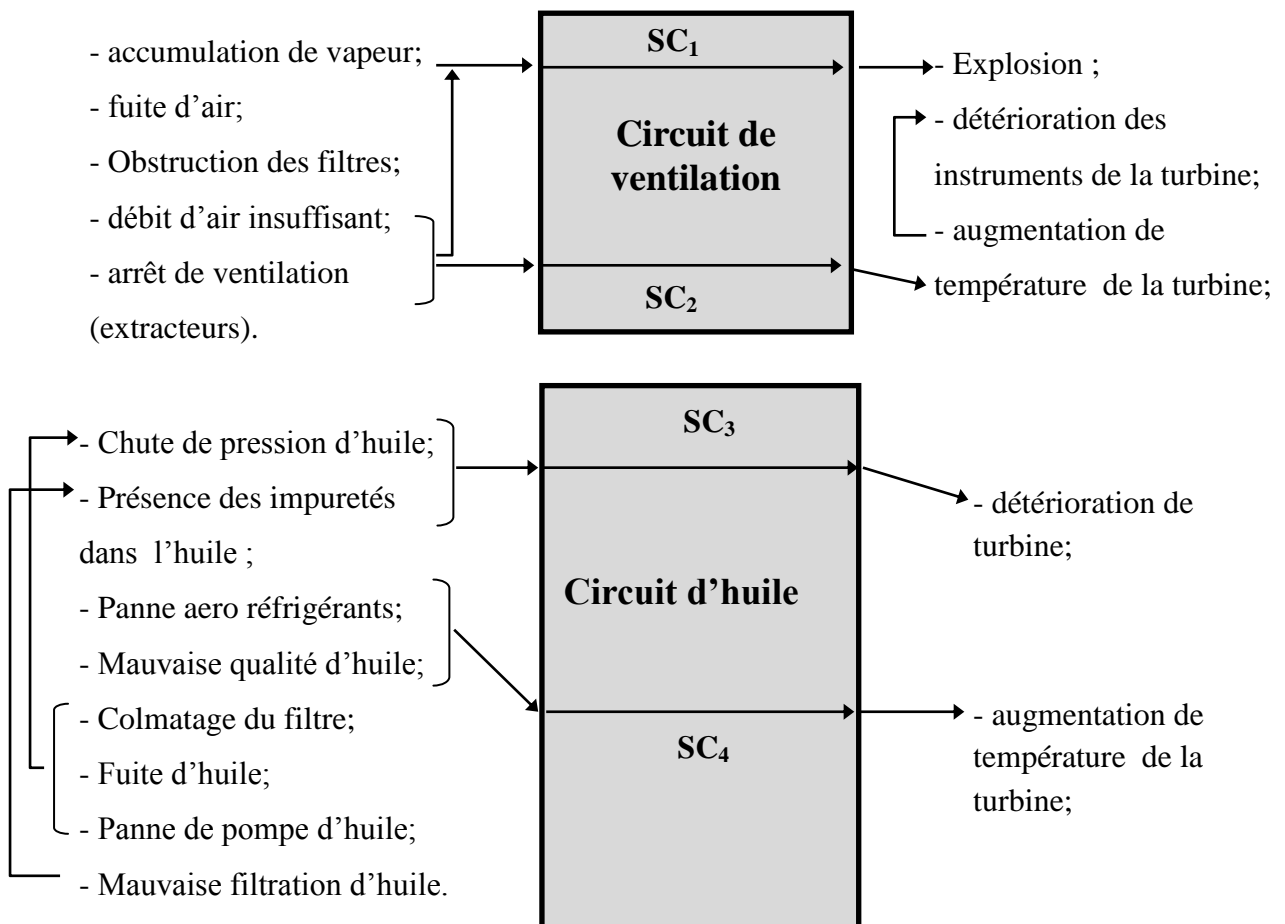 - accumulation de vapeur;
- fuite d'air;
- Obstruction des filtres;
- débit d'air insuffisant;
- arrêt de ventilation
(extracteurs).
SC₁
Circuit de
ventilation
SC₂
- Explosion ;
- détérioration des
instruments de la turbine;
- augmentation de
température de la turbine;
- Chute de pression d'huile;
- Présence des impuretés
dans l'huile ;
- Panne aero réfrigérants;
- Mauvaise qualité d'huile;
- Colmatage du filtre;
- Fuite d'huile;
- Panne de pompe d'huile;
- Mauvaise filtration d'huile.
SC₃
Circuit d'huile
SC₄
- détérioration de
turbine;
- augmentation de
température de la
turbine;